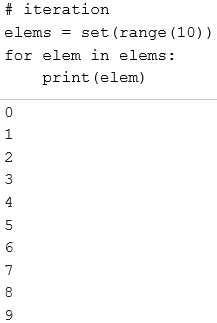 # iteration
elems = set(range(10))
for elem in elems:
    print(elem)
0
1
2
3
4
5
6
7
8
9